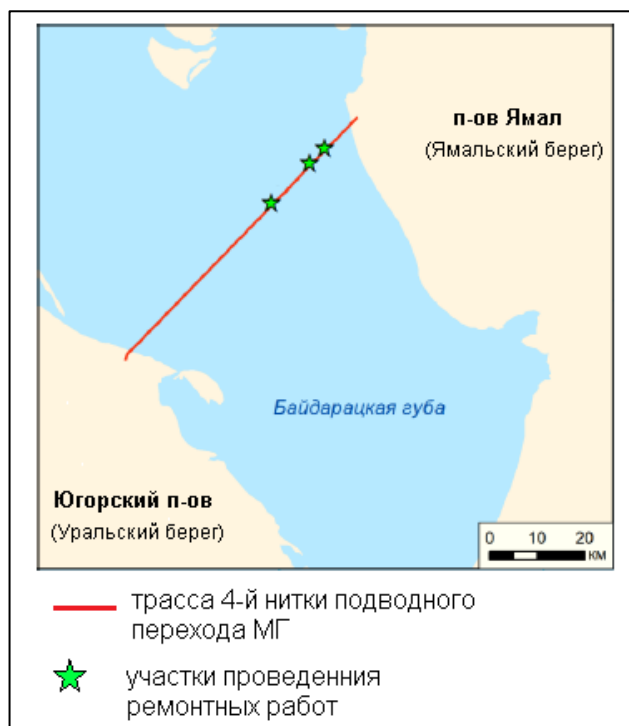 п-ов Ямал
(Ямальский берег)
Байдарацкая губа
Югорский п-ов
(Уральский берег)
0 10 20
км
трасса 4-й нитки подводного
перехода МГ
участки проведенния
ремонтных работ